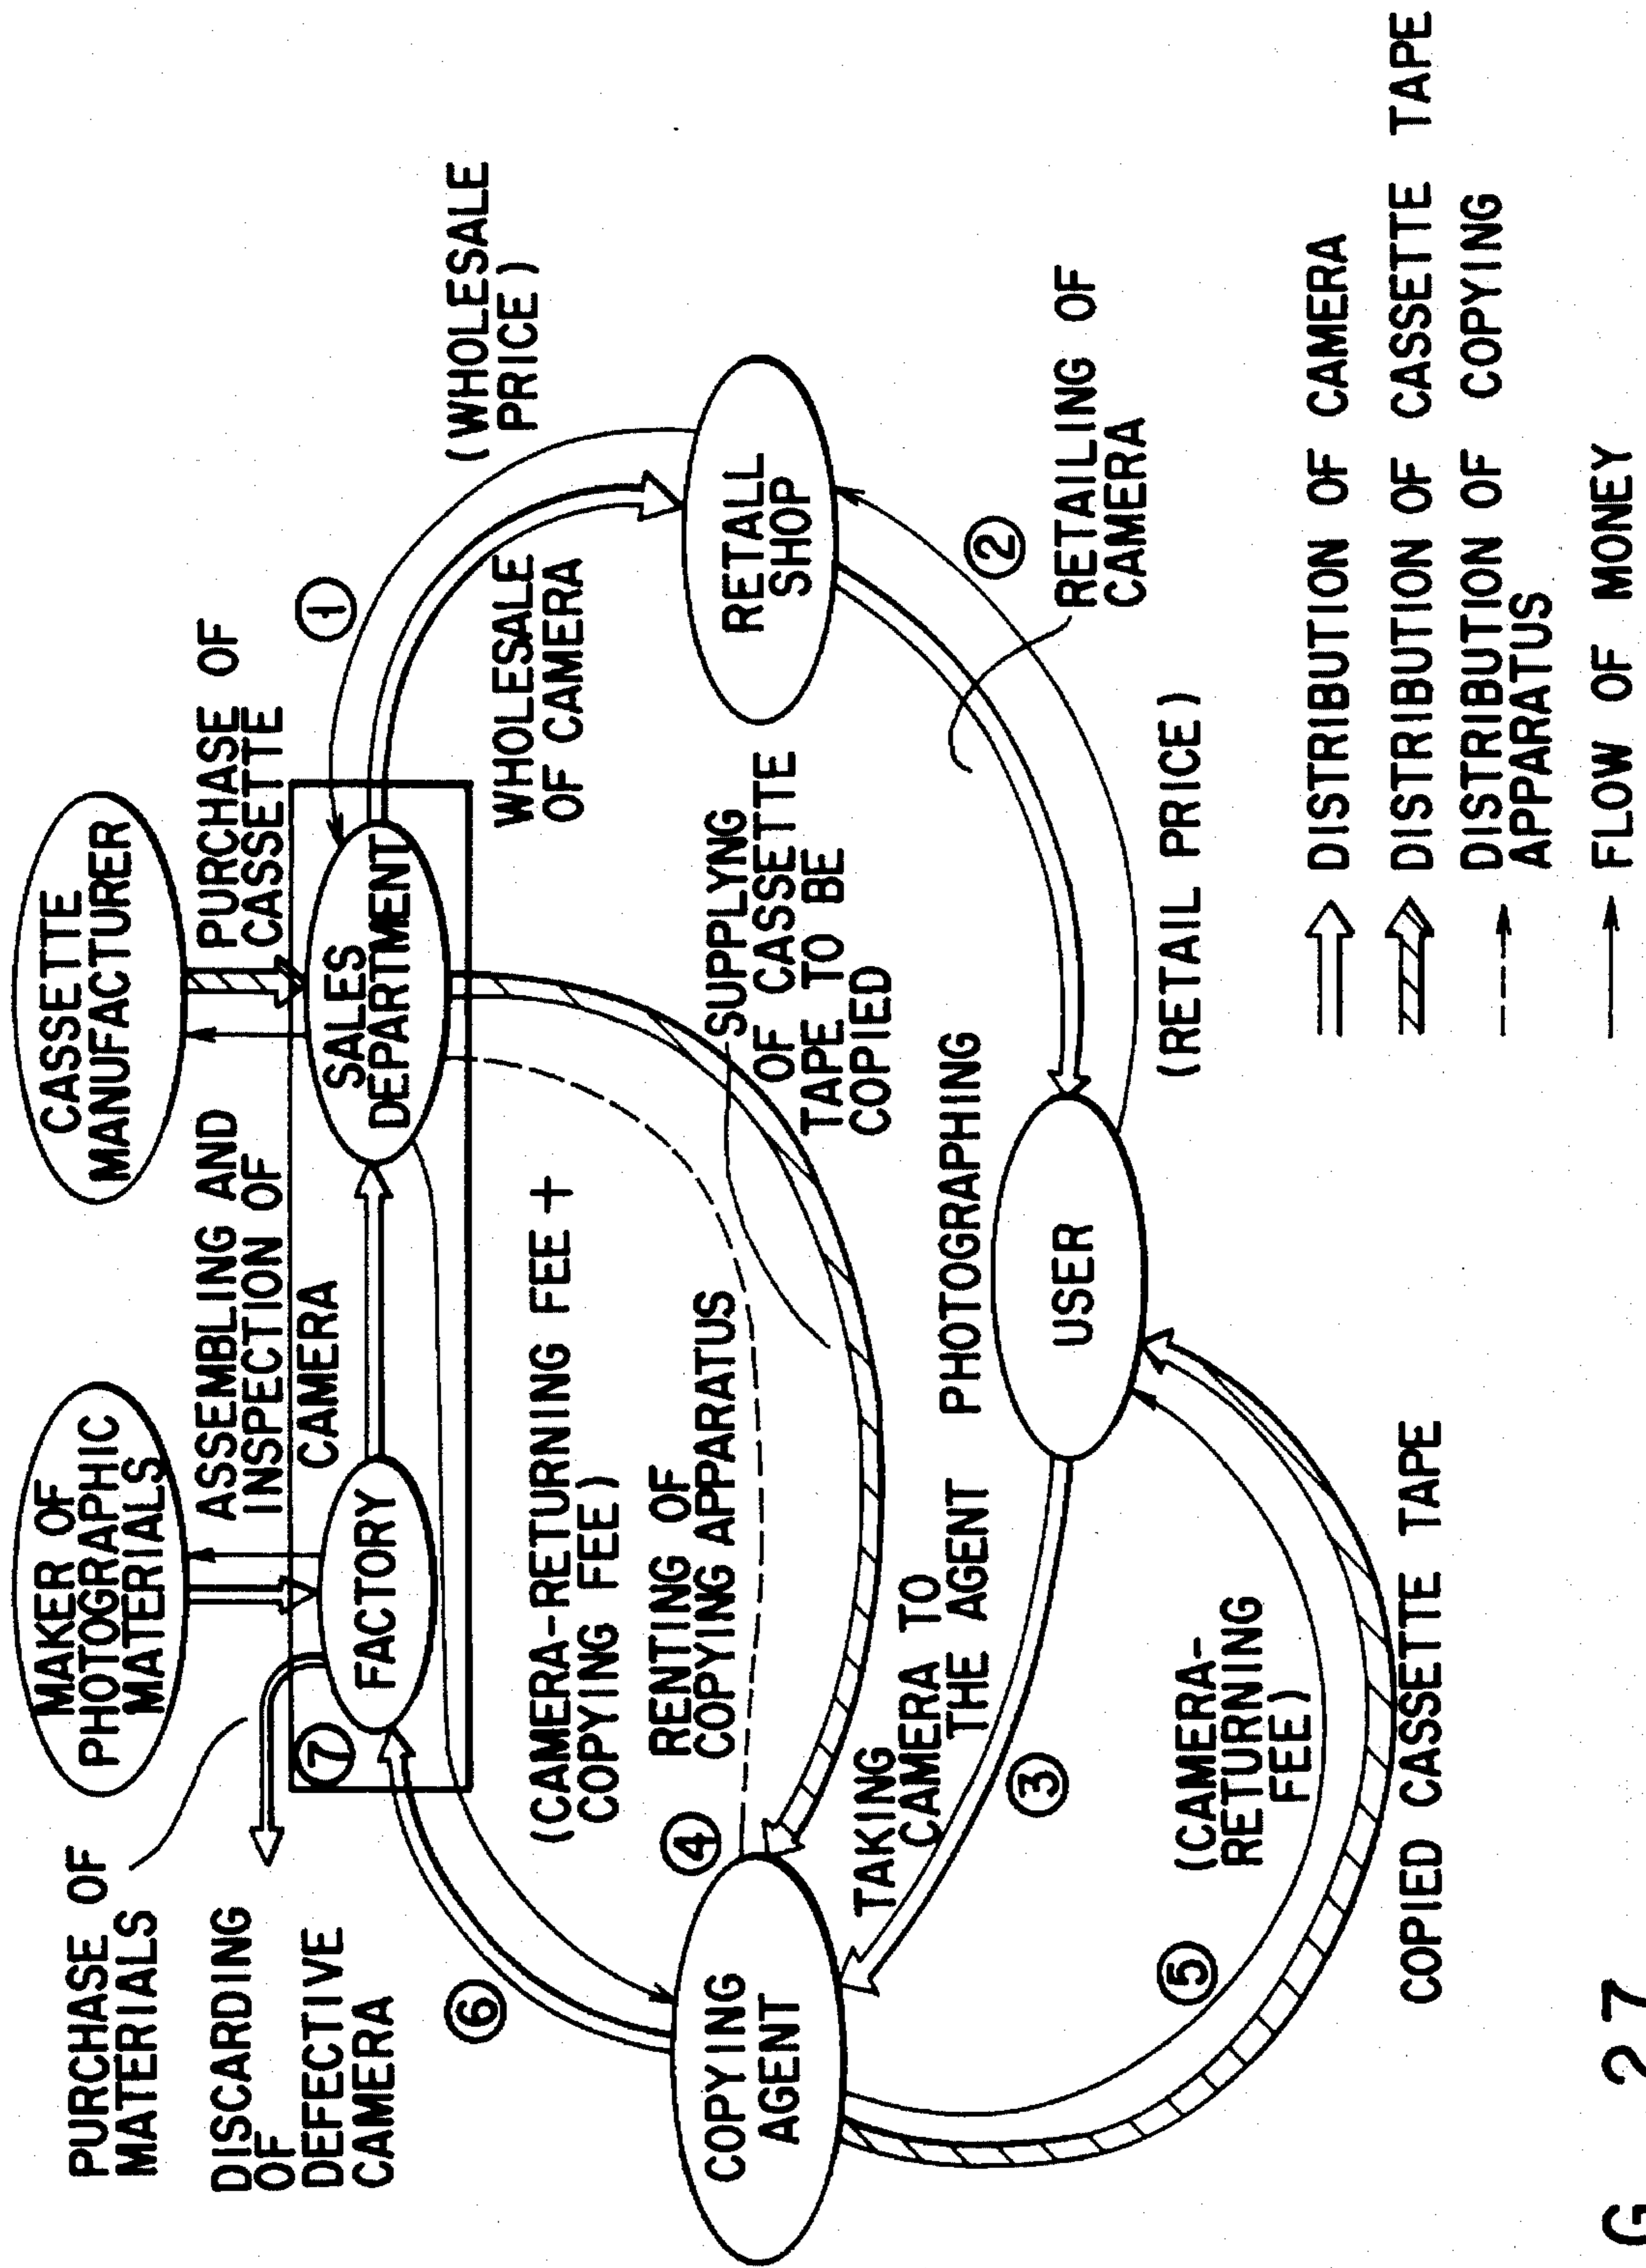 PURCHASE OF
MATERIALS
MAKER OF
PHOTOGRAPHIC
MATERIALS
CASSETTE
MANUFACTURER
DISCARDING
OF
DEFECTIVE
CAMERA
ASSEMBLING AND
INSPECTION OF
CAMERA
PURCHASE OF
CASSETTE
7
FACTORY
SALES
DEPARTMENT
1
(WHOLESALE
PRICE)
6
(CAMERA-RETURNING FEE +
COPYING FEE)
WHOLESALE
OF CAMERA
4
RENTING OF
COPYING APPARATUS
SUPPLYNG
OF CASSETTE
TAPE TO BE
COPIED
COPYING
AGENT
RETALL
SHOP
TAKING
CAMERA TO
THE AGENT
PHOTOGRAPHING
2
RETAILING OF
CAMERA
3
USER
5
(CAMERA-
RETURNING
FEE)
(RETAIL PRICE)
COPIED CASSETTE TAPE
DISTRIBUTION OF CAMERA
DISTRIBUTION OF CASSETTE TAPE
DISTRIBUTION OF COPYING
APPARATUS
FLOW OF MONEY
G 27